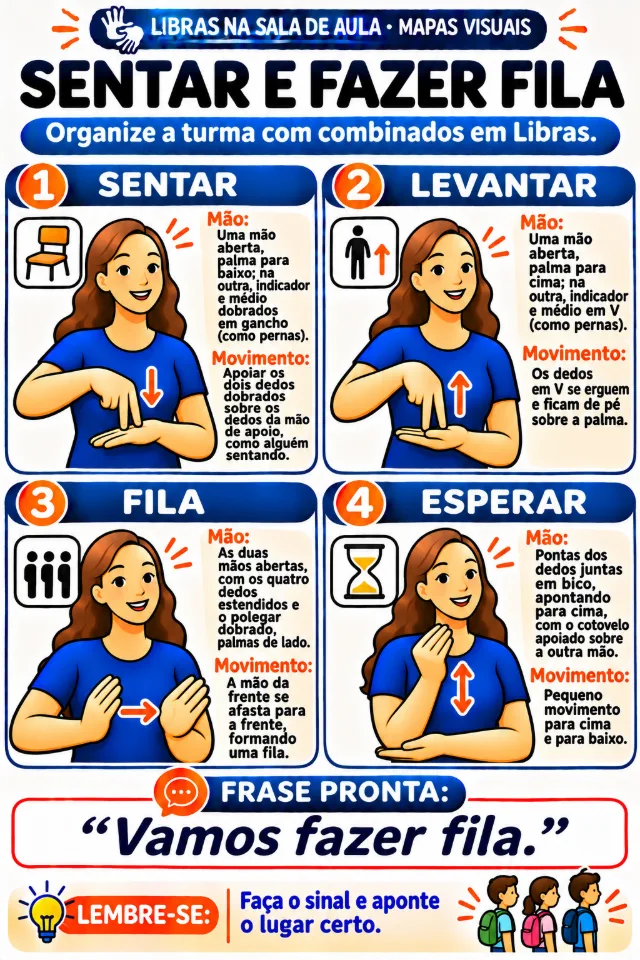 LIBRAS NA SALA DE AULA • MAPAS VISUAIS
SENTAR E FAZER FILA
Organize a turma com combinados em Libras.
1 SENTAR
Mão:
Uma mão
aberta,
palma para
baixo; na
outra, indicador
e médio
dobrados
em gancho
(como pernas).
Movimento:
Apoiar os
dois dedos
dobrados
sobre os
dedos da mão
de apoio,
como alguém
sentando.
2 LEVANTAR
Mão:
Uma mão
aberta,
palma para
cima; na
outra, indicador
e médio em V
(como pernas).
Movimento:
Os dedos
em V se erguem
e ficam de pé
sobre a palma.
3 FILA
Mão:
As duas
mãos abertas,
com os quatro
dedos
estendidos e
o polegar
dobrado,
palmas de lado.
Movimento:
A mão da
frente se
afasta para
a frente,
formando
uma fila.
4 ESPERAR
Mão:
Pontas dos
dedos juntas
em bico,
apontando
para cima,
com o cotovelo
apoiado sobre
a outra mão.
Movimento:
Pequeno
movimento
para cima
e para baixo.
FRASE PRONTA:
“Vamos fazer fila.”
LEMBRE-SE:
Faça o sinal e aponte
o lugar certo.